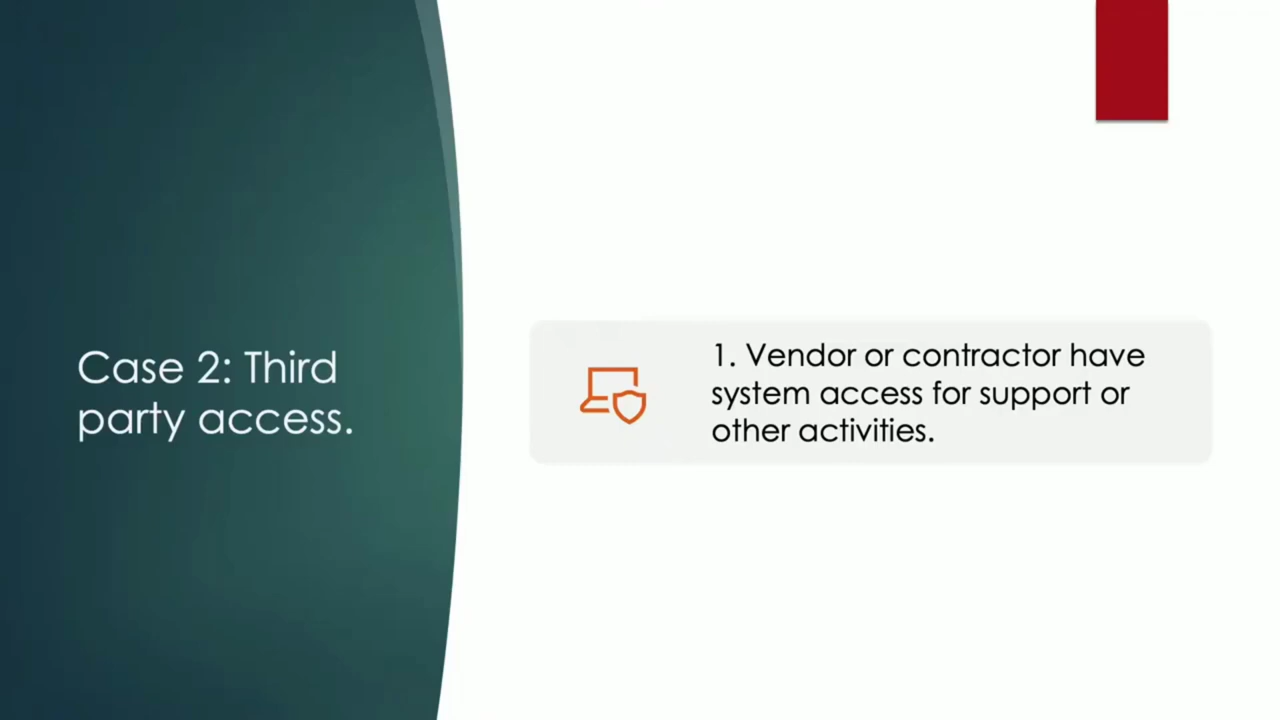 Case 2: Third
party access.
1. Vendor or contractor have
system access for support or
other activities.